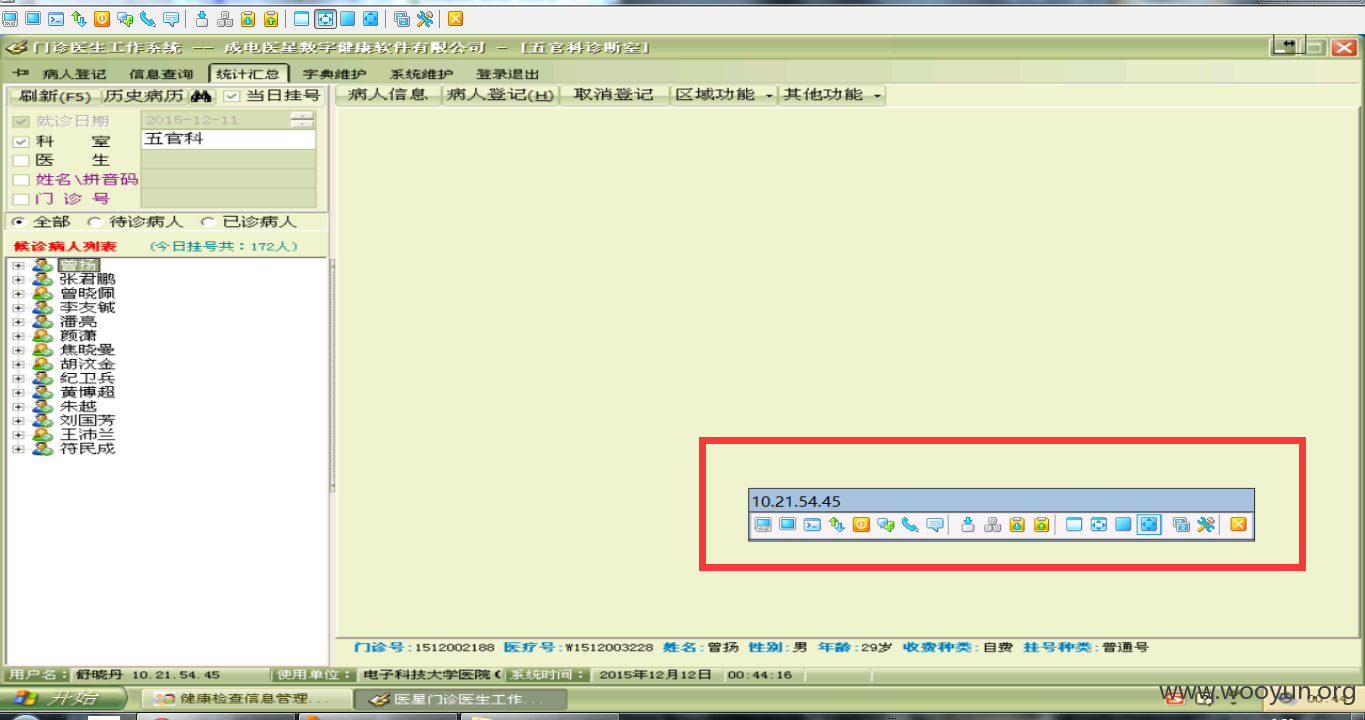 门诊医生工作系统 -- 成电医星数字健康软件有限公司 - [五官科诊断室]
病人登记 信息查询 统计汇总 字典维护 系统维护 登录退出
刷新(F5) 历史病历 当日挂号 病人信息 病人登记(H) 取消登记 区域功能 其他功能
就诊日期 2015-12-11
科 室 五官科
医 生
姓名\拼音码
门 诊 号
全部 待诊病人 已诊病人
候诊病人列表 (今日挂号共：172人)
曾扬
张君鹏
曾晓佩
李友铖
潘亮
颜潇
焦晓曼
胡汶金
纪卫兵
黄博超
朱越
刘国芳
王沛兰
符民成
10.21.54.45
门诊号:1512002188 医疗号:W1512003228 姓名:曾扬 性别:男 年龄:29岁 收费种类:自费 挂号种类:普通号
用户名： 舒晓丹 10.21.54.45 使用单位： 电子科技大学医院 系统时间： 2015年12月12日 00:44:16
开始 健康检查信息管理... 医星门诊医生工作...
www.wooyun.org